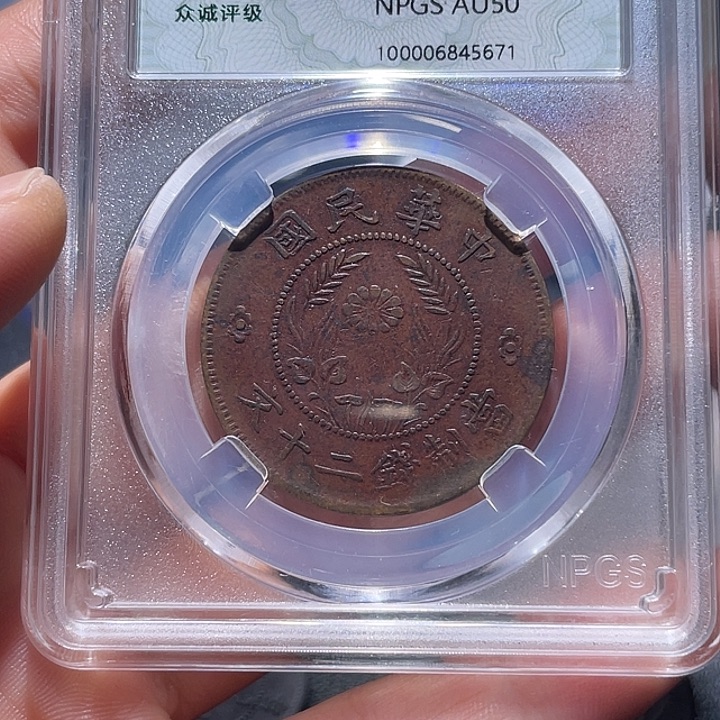 众诚评级
NPGS AU50
100006845671
中華民國
當制錢二十文
NPGS